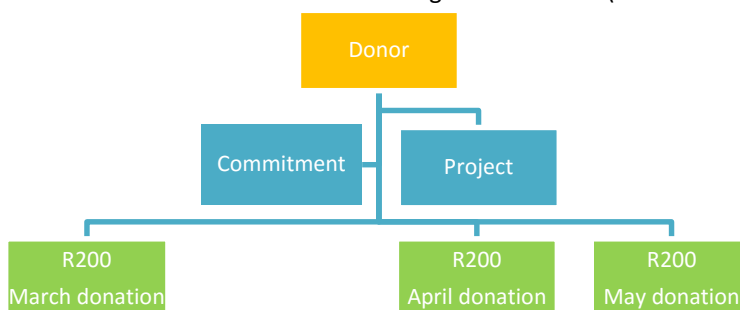 Donor
Commitment
Project
R200
March donation
R200
April donation
R200
May donation